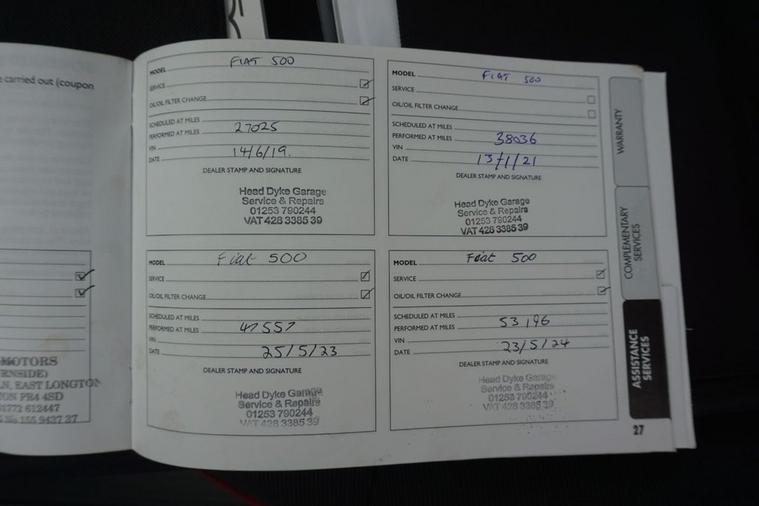 e carried out (coupon
MOTORS
RNSIDE)
N, EAST LONGTON
ON PR4 4SD
01772 612447
No 155 9437 37
MODEL FIAT 500
SERVICE
OIL/OIL FILTER CHANGE
SCHEDULED AT MILES
PERFORMED AT MILES 27025
VIN
DATE 14/6/19.
DEALER STAMP AND SIGNATURE
Head Dyke Garage
Service & Repairs
01253 790244
VAT 428 3385 39
MODEL FIAT 500
SERVICE
OIL/OIL FILTER CHANGE
SCHEDULED AT MILES
PERFORMED AT MILES 38036
VIN
DATE 13/1/21
DEALER STAMP AND SIGNATURE
Head Dyke Garage
Service & Repairs
01253 790244
VAT 428 3385 39
MODEL Fiat 500
SERVICE
OIL/OIL FILTER CHANGE
SCHEDULED AT MILES
PERFORMED AT MILES 47557
VIN
DATE 25/5/23
DEALER STAMP AND SIGNATURE
Head Dyke Garage
Service & Repairs
01253 790244
VAT 428 3385 39
MODEL Fiat 500
SERVICE
OIL/OIL FILTER CHANGE
SCHEDULED AT MILES
PERFORMED AT MILES 53196
VIN
DATE 23/5/24
DEALER STAMP AND SIGNATURE
Head Dyke Garage
Service & Repairs
01253 790244
VAT 428 3385 39
WARRANTY
COMPLEMENTARY
SERVICES
ASSISTANCE
SERVICES
27